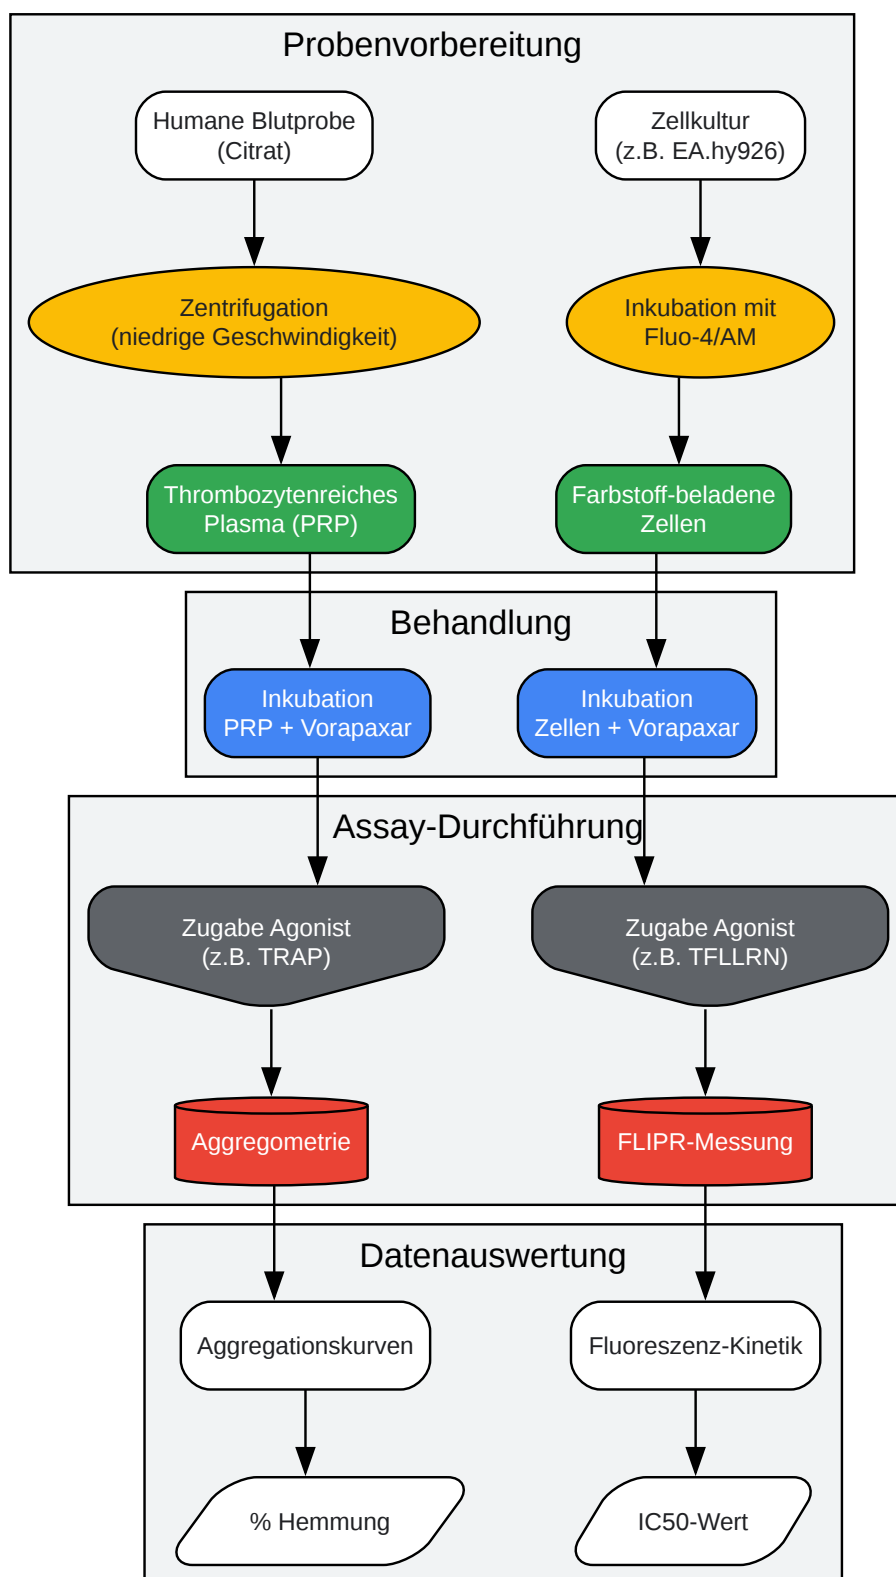 Probenvorbereitung
Humane Blutprobe
(Citrat)
Zellkultur
(z.B. EA.hy926)
Zentrifugation
(niedrige Geschwindigkeit)
Inkubation mit
Fluo-4/AM
Thrombozytenreiches
Plasma (PRP)
Farbstoff-beladene
Zellen
Behandlung
Inkubation
PRP + Vorapaxar
Inkubation
Zellen + Vorapaxar
Assay-Durchführung
Zugabe Agonist
(z.B. TRAP)
Zugabe Agonist
(z.B. TFLLRN)
Aggregometrie
FLIPR-Messung
Datenauswertung
Aggregationskurven
Fluoreszenz-Kinetik
% Hemmung
IC50-Wert